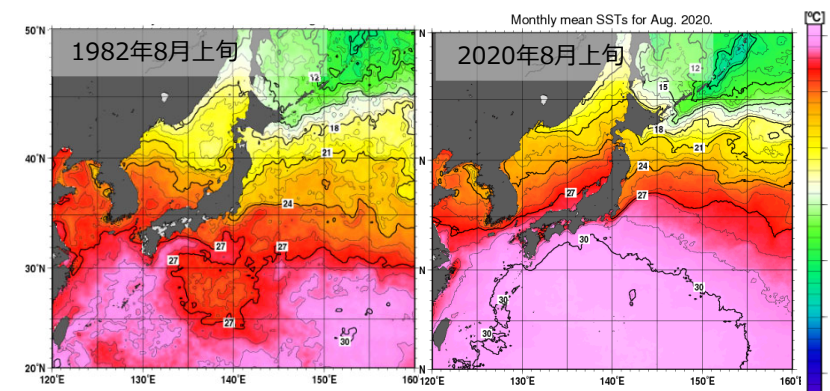 Monthly mean SSTs for Aug. 2020.
[℃]
1982年8月上旬
2020年8月上旬
50˚N
40˚N
30˚N
20˚N
120˚E
130˚E
140˚E
150˚E
160
12
18
21
24
27
27
27
27
30
N
N
N
N
120˚E
130˚E
140˚E
150˚E
160˚E
12
15
18
21
24
27
27
30
30
30
30